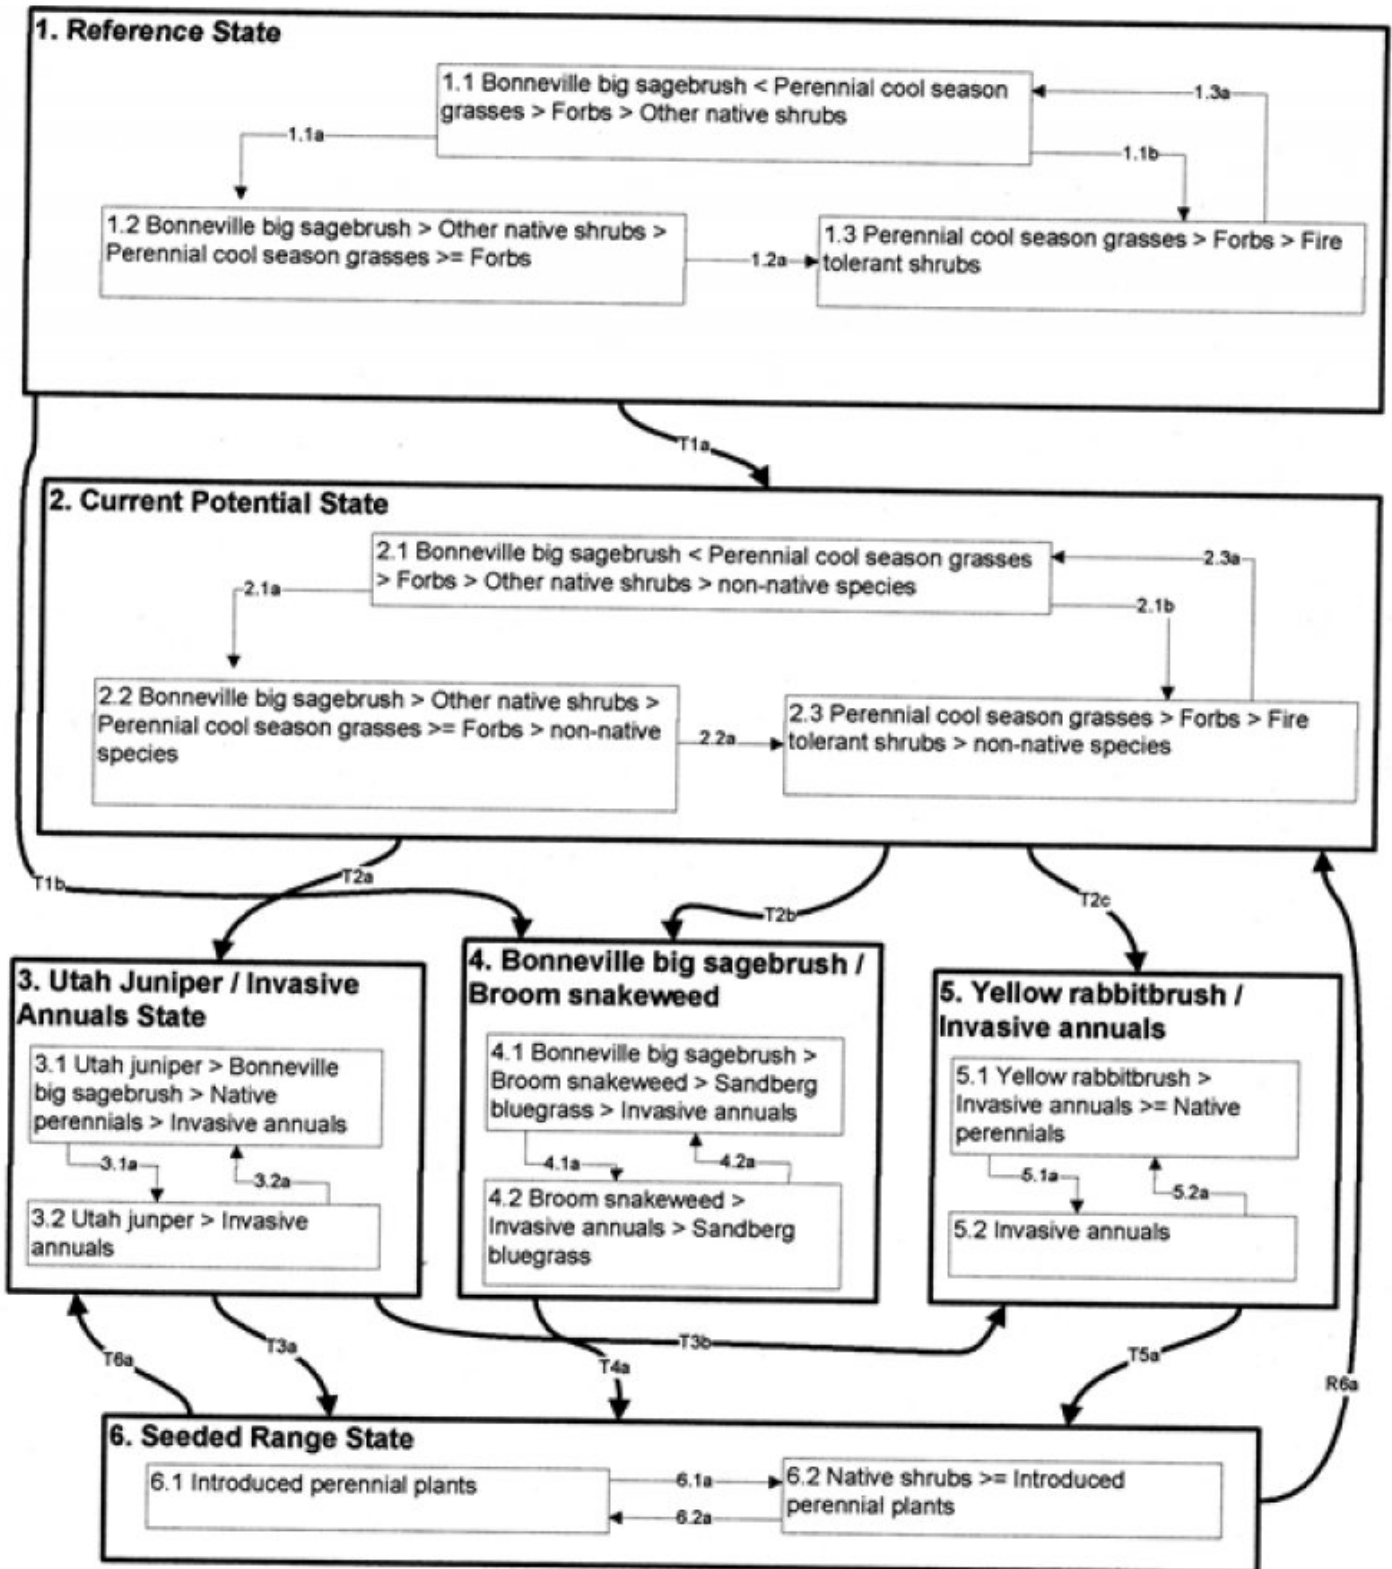 1. Reference State
1.1 Bonneville big sagebrush < Perennial cool season
grasses > Forbs > Other native shrubs
1.3a
1.1a
1.1b
1.2 Bonneville big sagebrush > Other native shrubs >
Perennial cool season grasses >= Forbs
1.2a
1.3 Perennial cool season grasses > Forbs > Fire
tolerant shrubs
T1a
2. Current Potential State
2.1 Bonneville big sagebrush < Perennial cool season grasses
> Forbs > Other native shrubs > non-native species
2.3a
2.1a
2.1b
2.2 Bonneville big sagebrush > Other native shrubs >
Perennial cool season grasses >= Forbs > non-native
species
2.2a
2.3 Perennial cool season grasses > Forbs > Fire
tolerant shrubs > non-native species
T1b
T2a
T2b
T2c
3. Utah Juniper / Invasive
Annuals State
3.1 Utah juniper > Bonneville
big sagebrush > Native
perennials > Invasive annuals
3.1a
3.2a
3.2 Utah junper > Invasive
annuals
4. Bonneville big sagebrush /
Broom snakeweed
4.1 Bonneville big sagebrush >
Broom snakeweed > Sandberg
bluegrass > Invasive annuals
4.1a
4.2a
4.2 Broom snakeweed >
Invasive annuals > Sandberg
bluegrass
5. Yellow rabbitbrush /
Invasive annuals
5.1 Yellow rabbitbrush >
Invasive annuals >= Native
perennials
5.1a
5.2a
5.2 Invasive annuals
T6a
T3a
T4a
T3b
T5a
R6a
6. Seeded Range State
6.1 Introduced perennial plants
6.1a
6.2a
6.2 Native shrubs >= Introduced
perennial plants